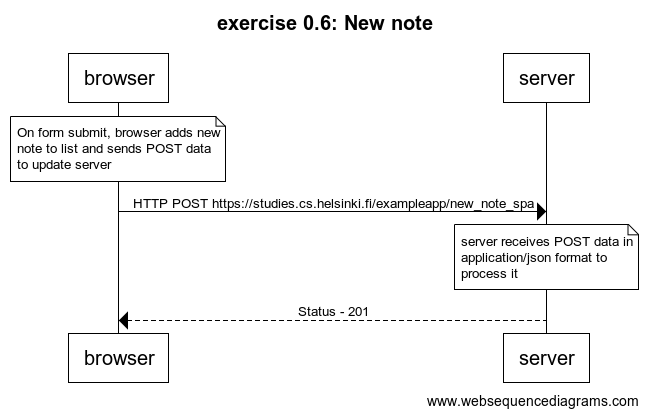 exercise 0.6: New note
browser
server
On form submit, browser adds new
note to list and sends POST data
to update server
HTTP POST https://studies.cs.helsinki.fi/exampleapp/new_note_spa
server receives POST data in
application/json format to
process it
Status - 201
browser
server
www.websequencediagrams.com